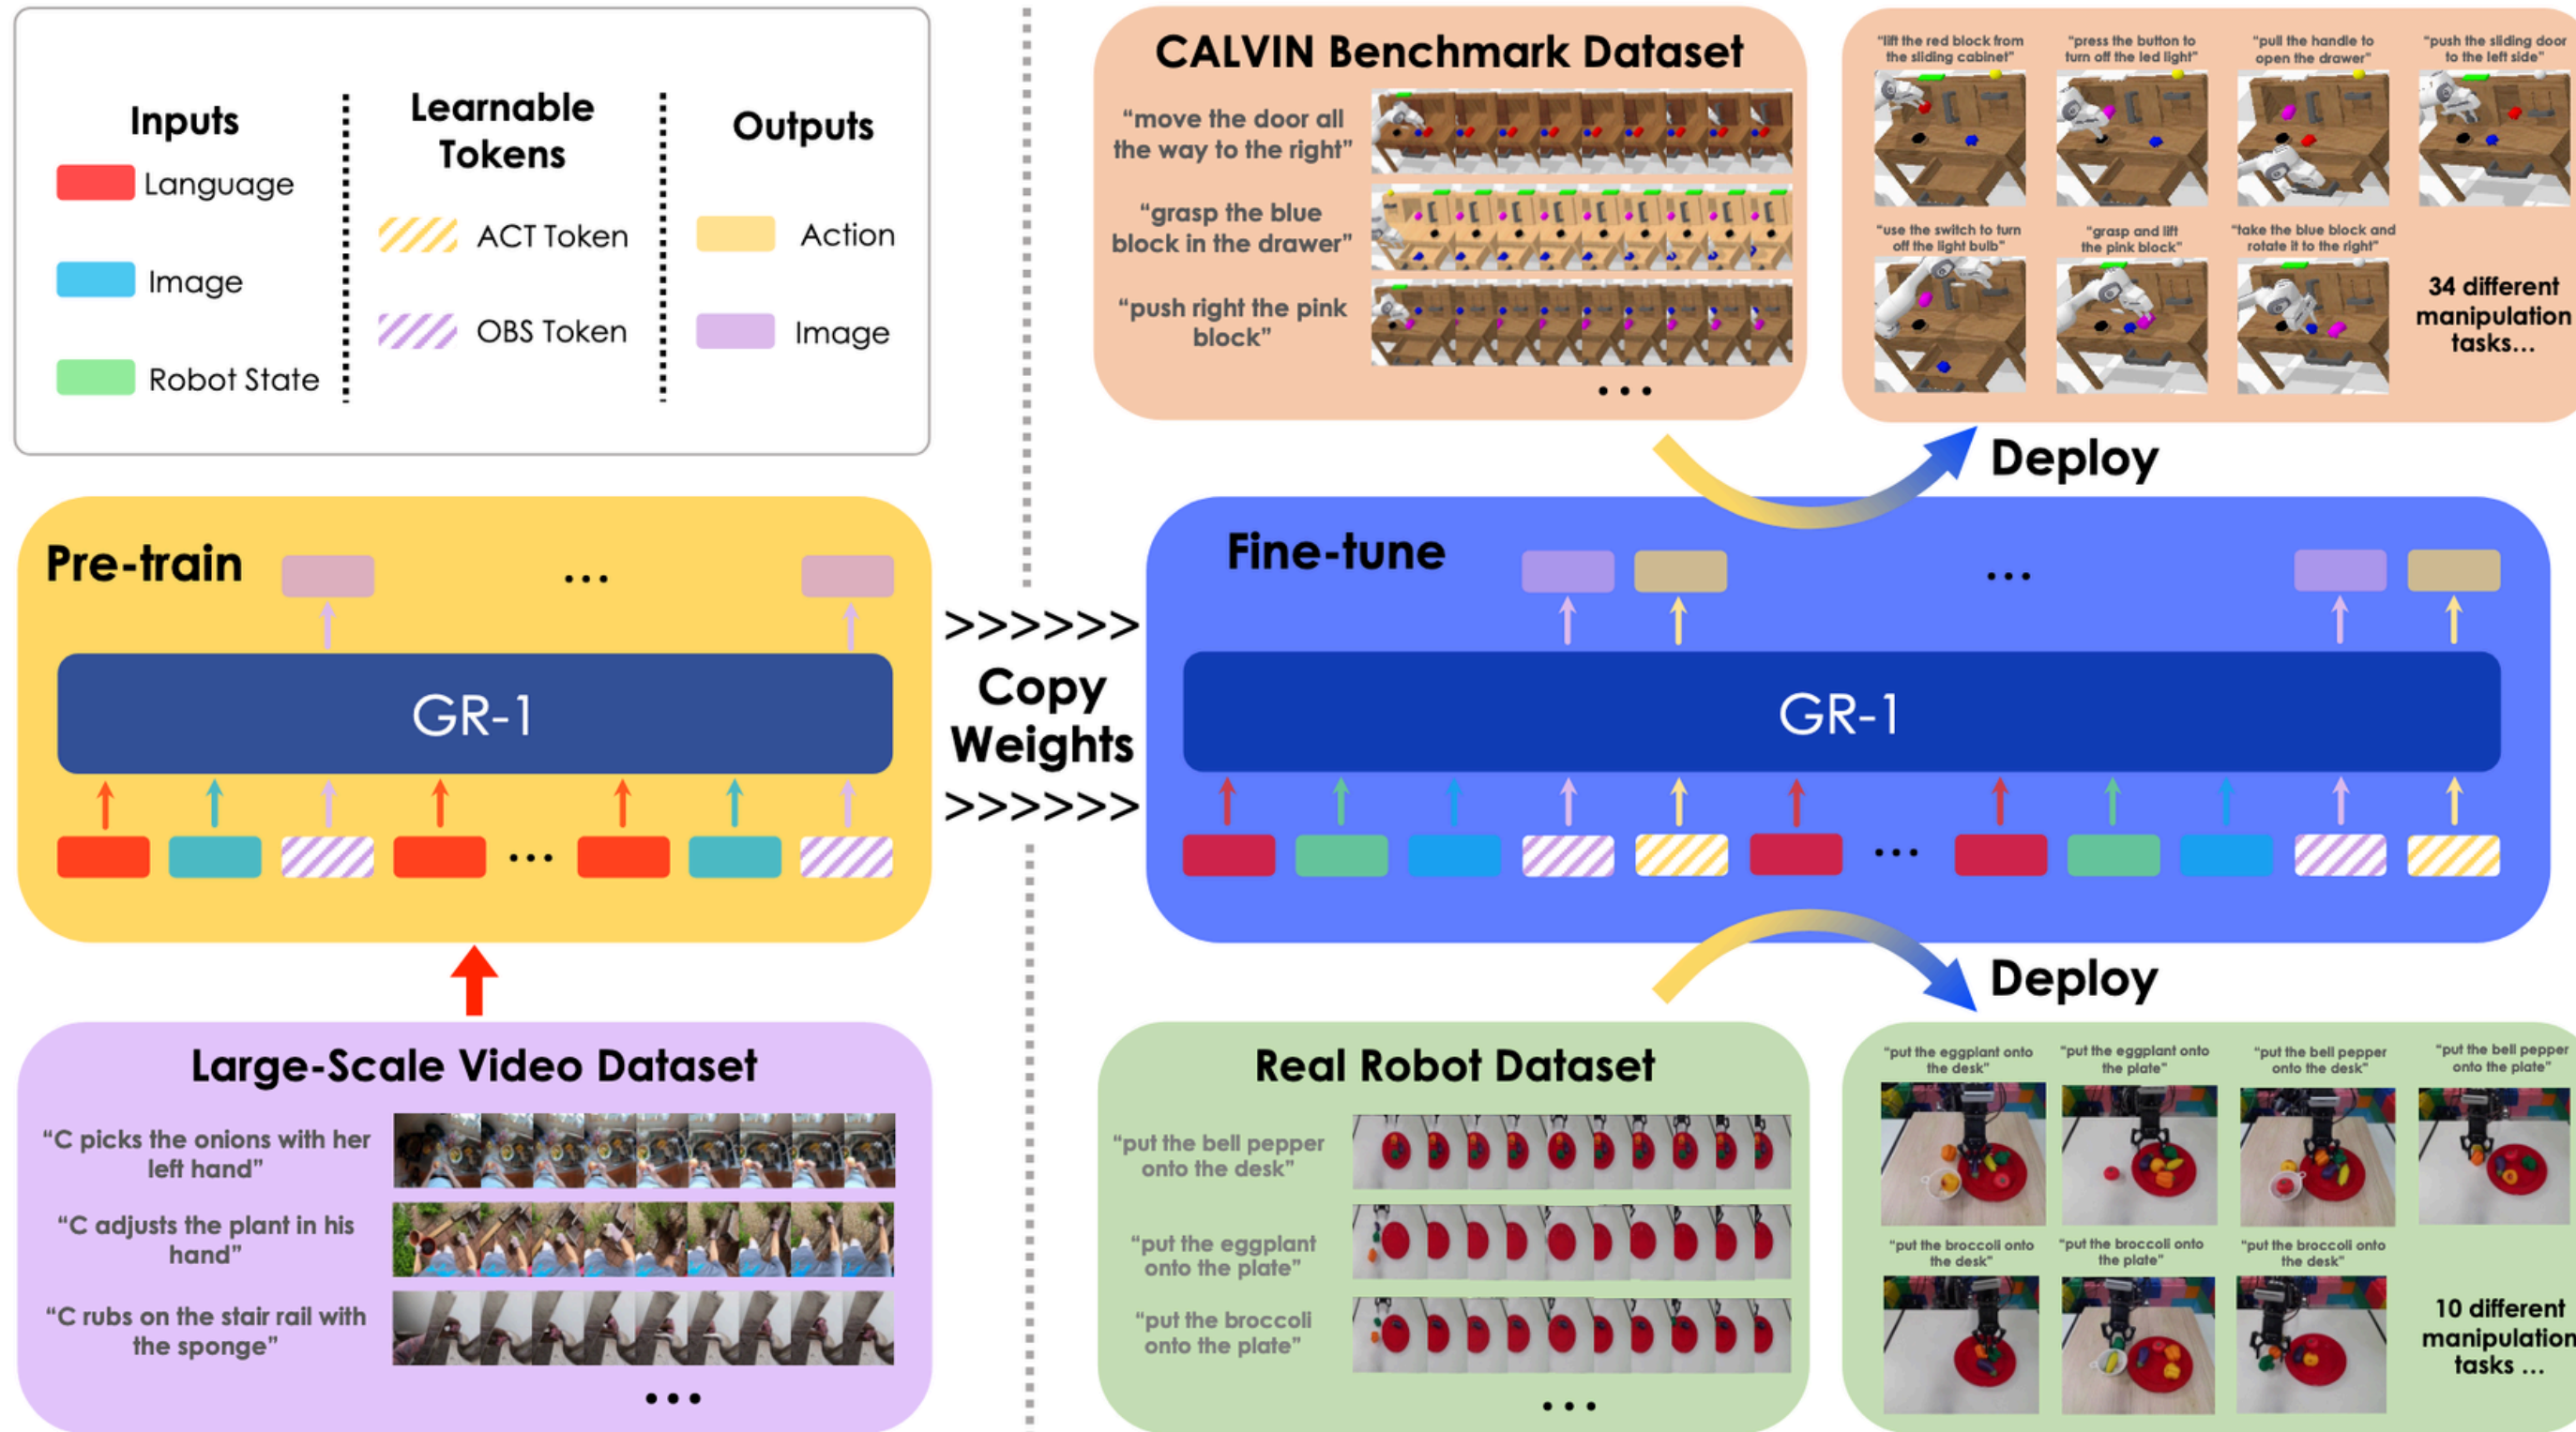 Inputs
Language
Image
Robot State
Learnable
Tokens
ACT Token
OBS Token
Outputs
Action
Image
Pre-train
...
GR-1
...
Large-Scale Video Dataset
“C picks the onions with her
left hand”
“C adjusts the plant in his
hand”
“C rubs on the stair rail with
the sponge”
...
>>>>>>
Copy
Weights
>>>>>>
CALVIN Benchmark Dataset
“move the door all
the way to the right”
“grasp the blue
block in the drawer”
“push right the pink
block”
...
“lift the red block from
the sliding cabinet”
“press the button to
turn off the led light”
“pull the handle to
open the drawer”
“push the sliding door
to the left side”
“use the switch to turn
off the light bulb”
“grasp and lift
the pink block”
“take the blue block and
rotate it to the right”
34 different
manipulation
tasks...
Deploy
Fine-tune
...
GR-1
...
Deploy
Real Robot Dataset
“put the bell pepper
onto the desk”
“put the eggplant
onto the plate”
“put the broccoli
onto the plate”
...
“put the eggplant onto
the desk”
“put the eggplant onto
the plate”
“put the bell pepper
onto the desk”
“put the bell pepper
onto the plate”
“put the broccoli onto
the desk”
“put the broccoli onto
the plate”
“put the broccoli onto
the desk”
10 different
manipulation
tasks ...